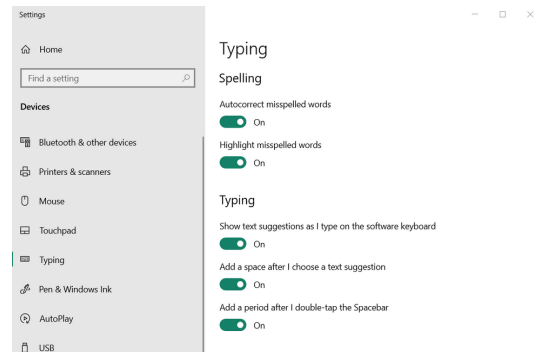 Settings
Home
Find a setting
Devices
Bluetooth & other devices
Printers & scanners
Mouse
Touchpad
Typing
Pen & Windows Ink
AutoPlay
USB
Typing
Spelling
Autocorrect misspelled words
On
Highlight misspelled words
On
Typing
Show text suggestions as I type on the software keyboard
On
Add a space after I choose a text suggestion
On
Add a period after I double-tap the Spacebar
On